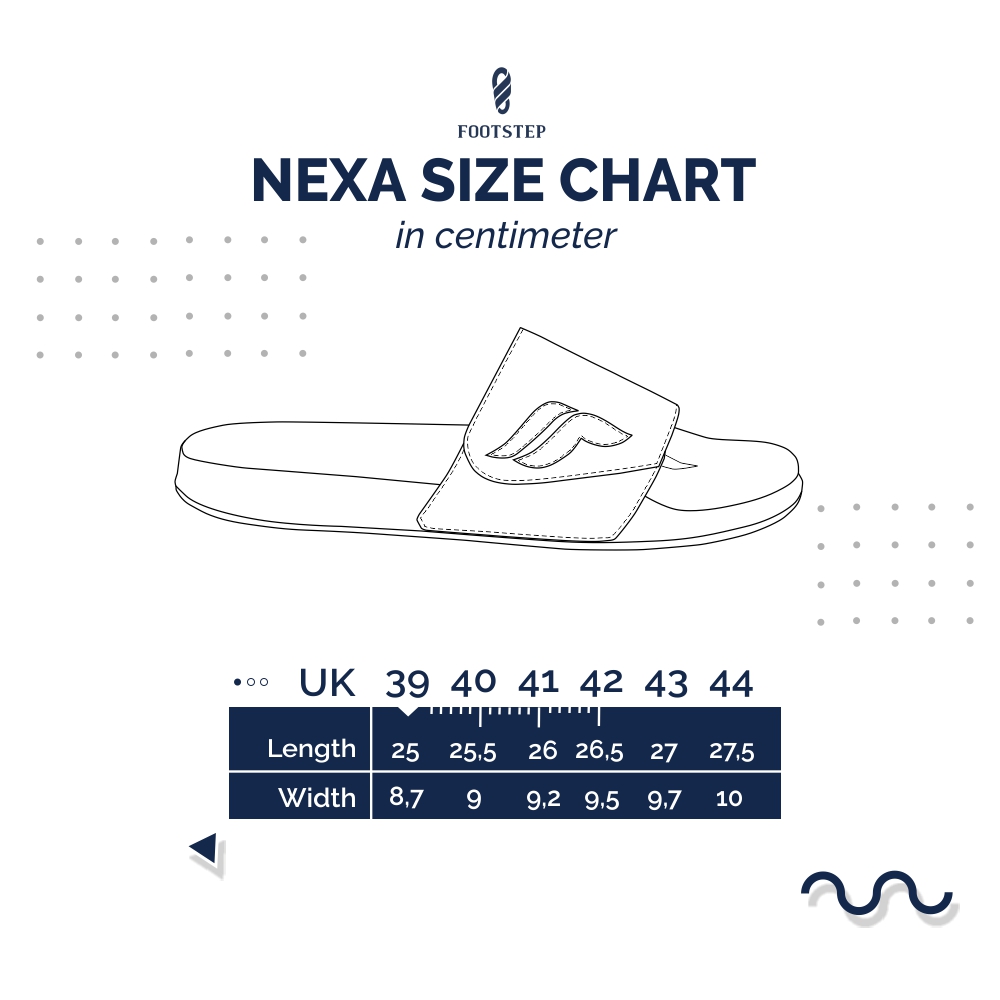 FOOTSTEP
NEXA SIZE CHART
in centimeter
UK 39 40 41 42 43 44
Length 25 25,5 26 26,5 27 27,5
Width 8,7 9 9,2 9,5 9,7 10